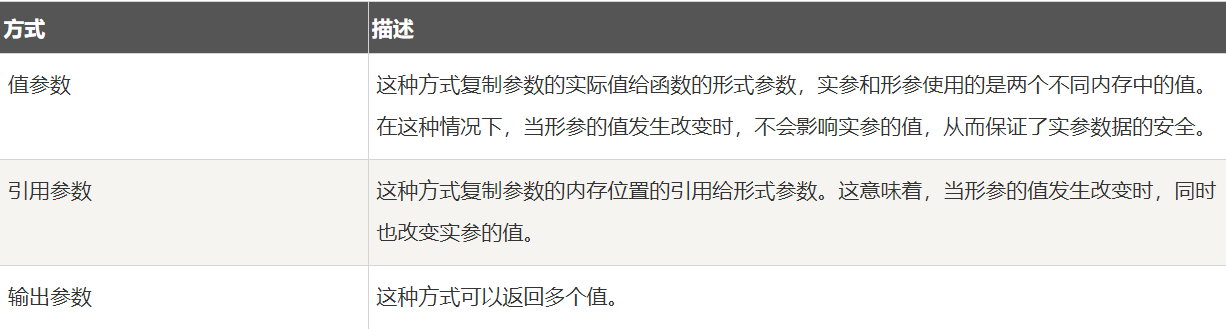 方式 描述
值参数 这种方式复制参数的实际值给函数的形式参数，实参和形参使用的是两个不同内存中的值。
在这种情况下，当形参的值发生改变时，不会影响实参的值，从而保证了实参数据的安全。
引用参数 这种方式复制参数的内存位置的引用给形式参数。这意味着，当形参的值发生改变时，同时
也改变实参的值。
输出参数 这种方式可以返回多个值。